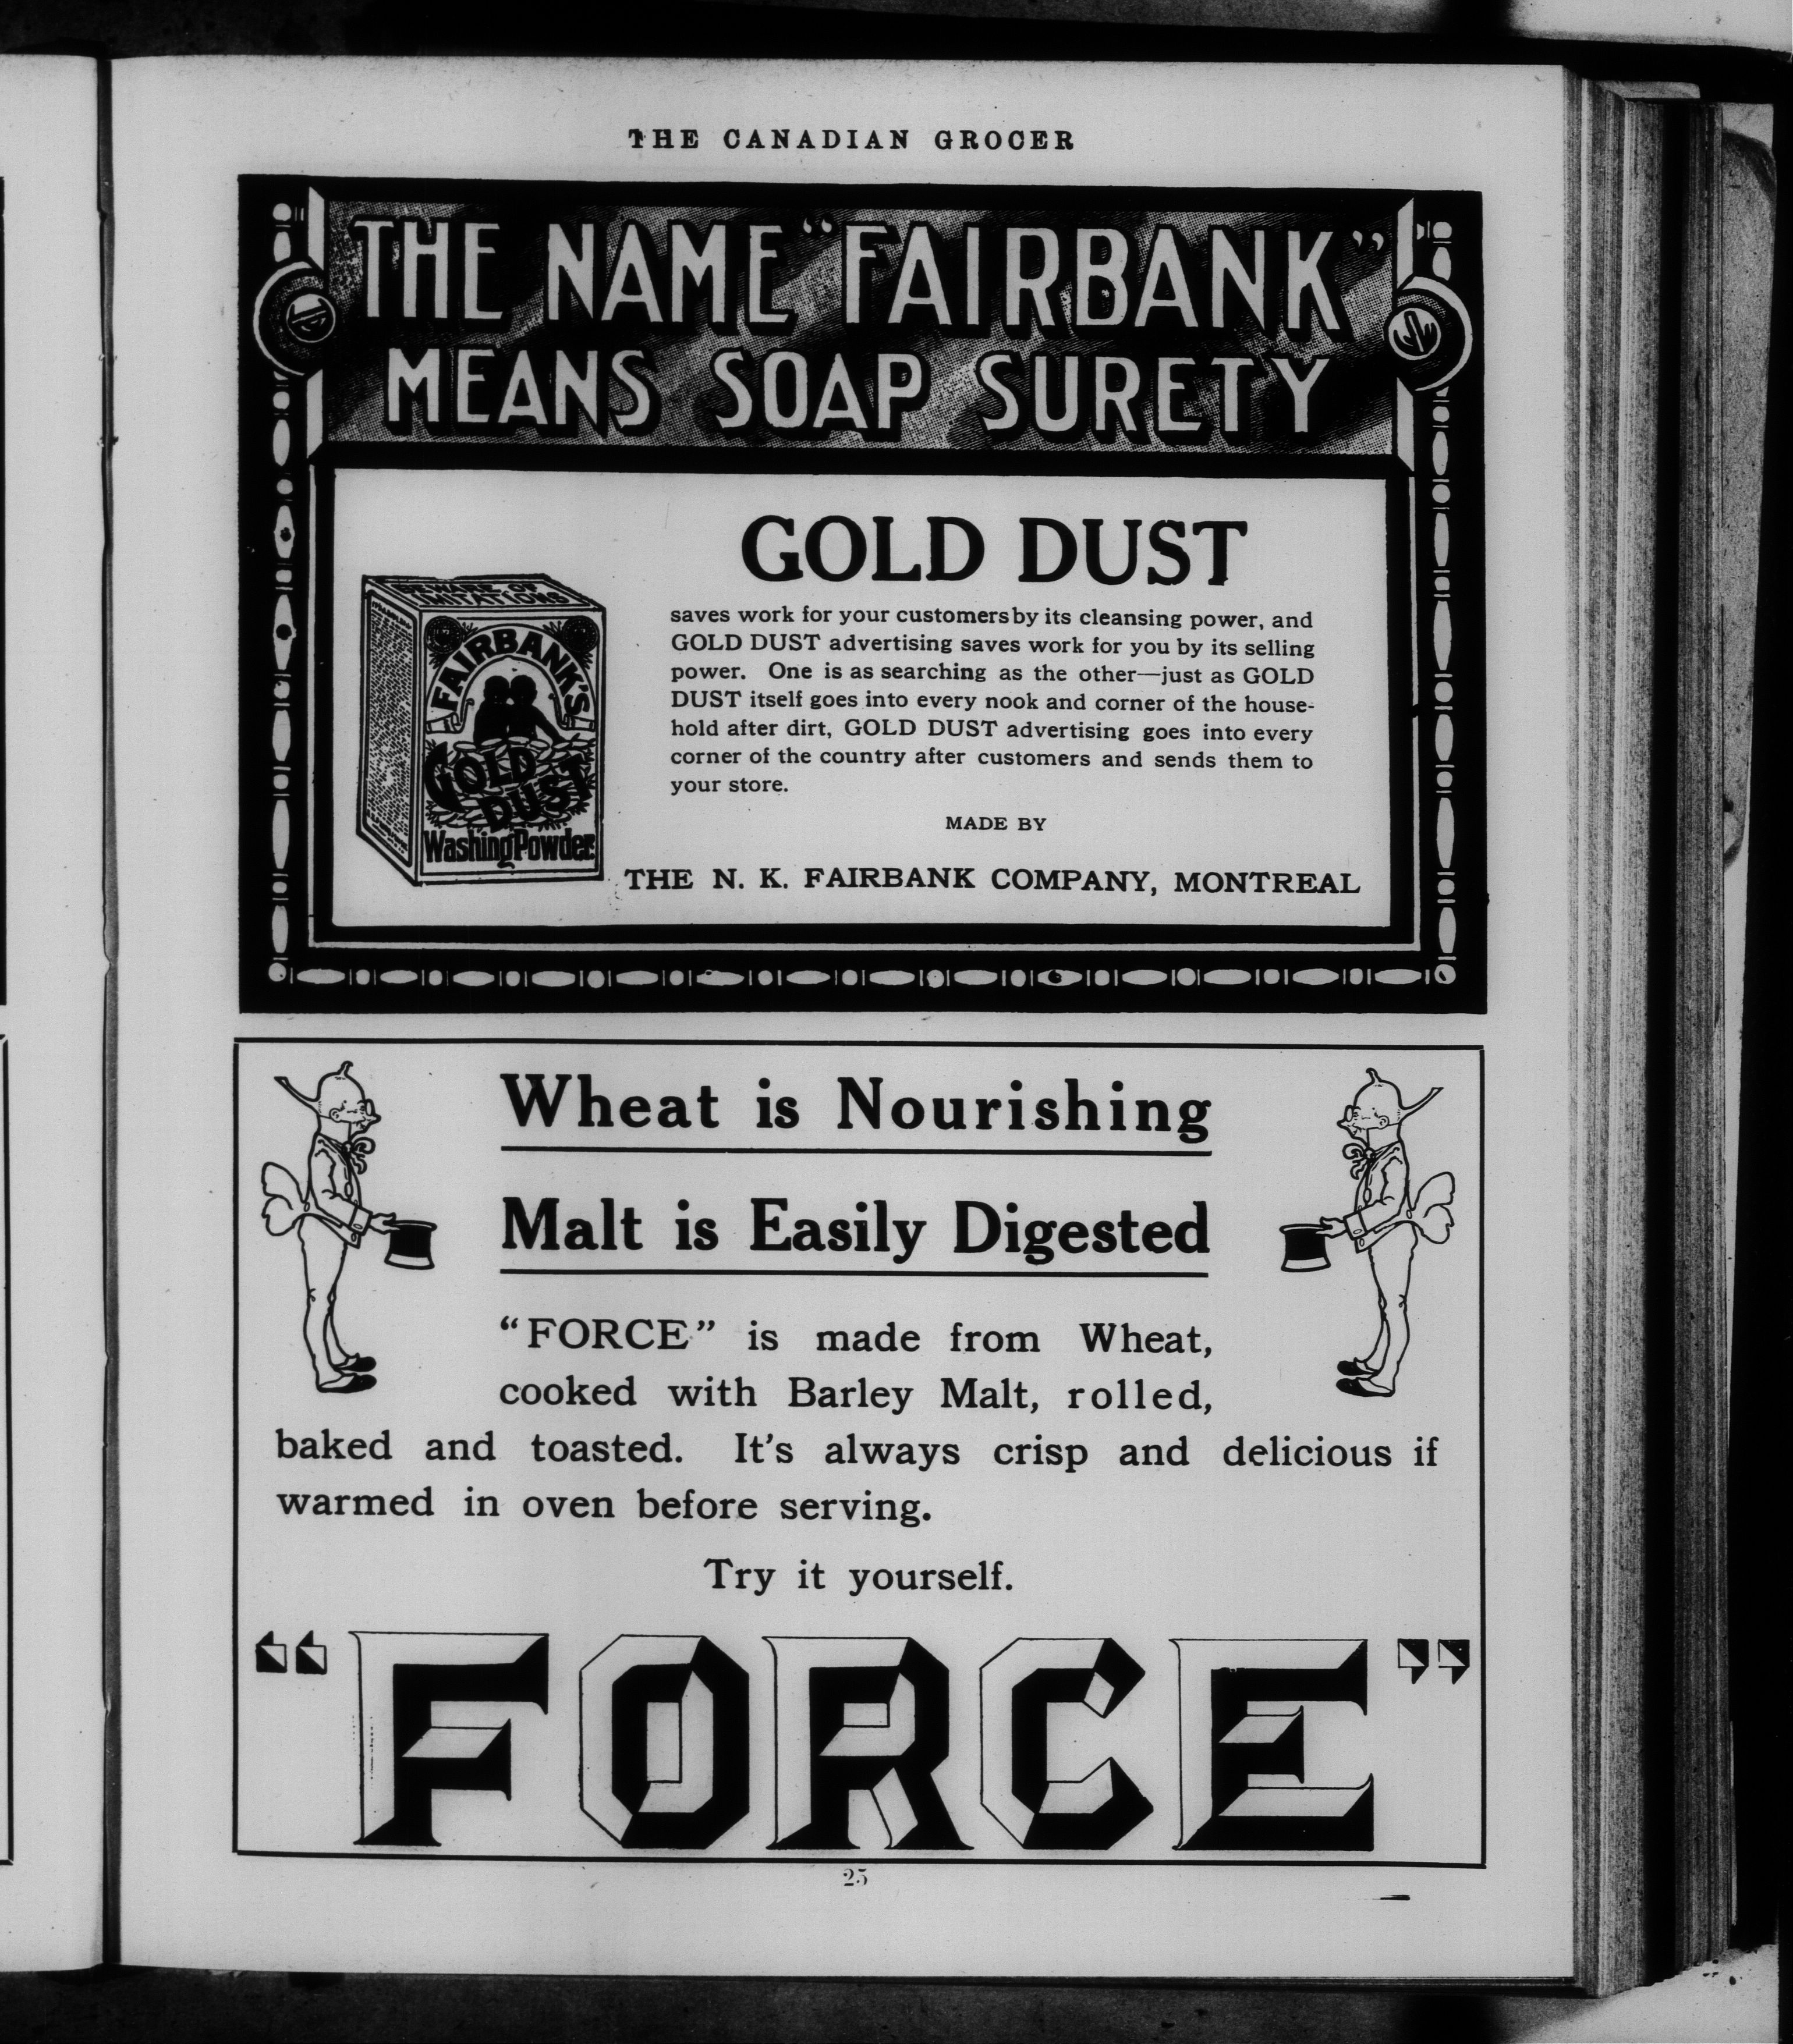 THE CANADIAN GROCER
THE NAME "FAIRBANK"
MEANS SOAP SURETY
GOLD DUST
saves work for your customers by its cleansing power, and
GOLD DUST advertising saves work for you by its selling
power. One is as searching as the other—just as GOLD
DUST itself goes into every nook and corner of the house-
hold after dirt, GOLD DUST advertising goes into every
corner of the country after customers and sends them to
your store.
MADE BY
THE N. K. FAIRBANK COMPANY, MONTREAL
BEWARE OF
IMITATIONS
FAIRBANK'S
GOLD
DUST
Washing Powder
Wheat is Nourishing
Malt is Easily Digested
"FORCE" is made from Wheat,
cooked with Barley Malt, rolled,
baked and toasted. It's always crisp and delicious if
warmed in oven before serving.
Try it yourself.
"FORCE"
25